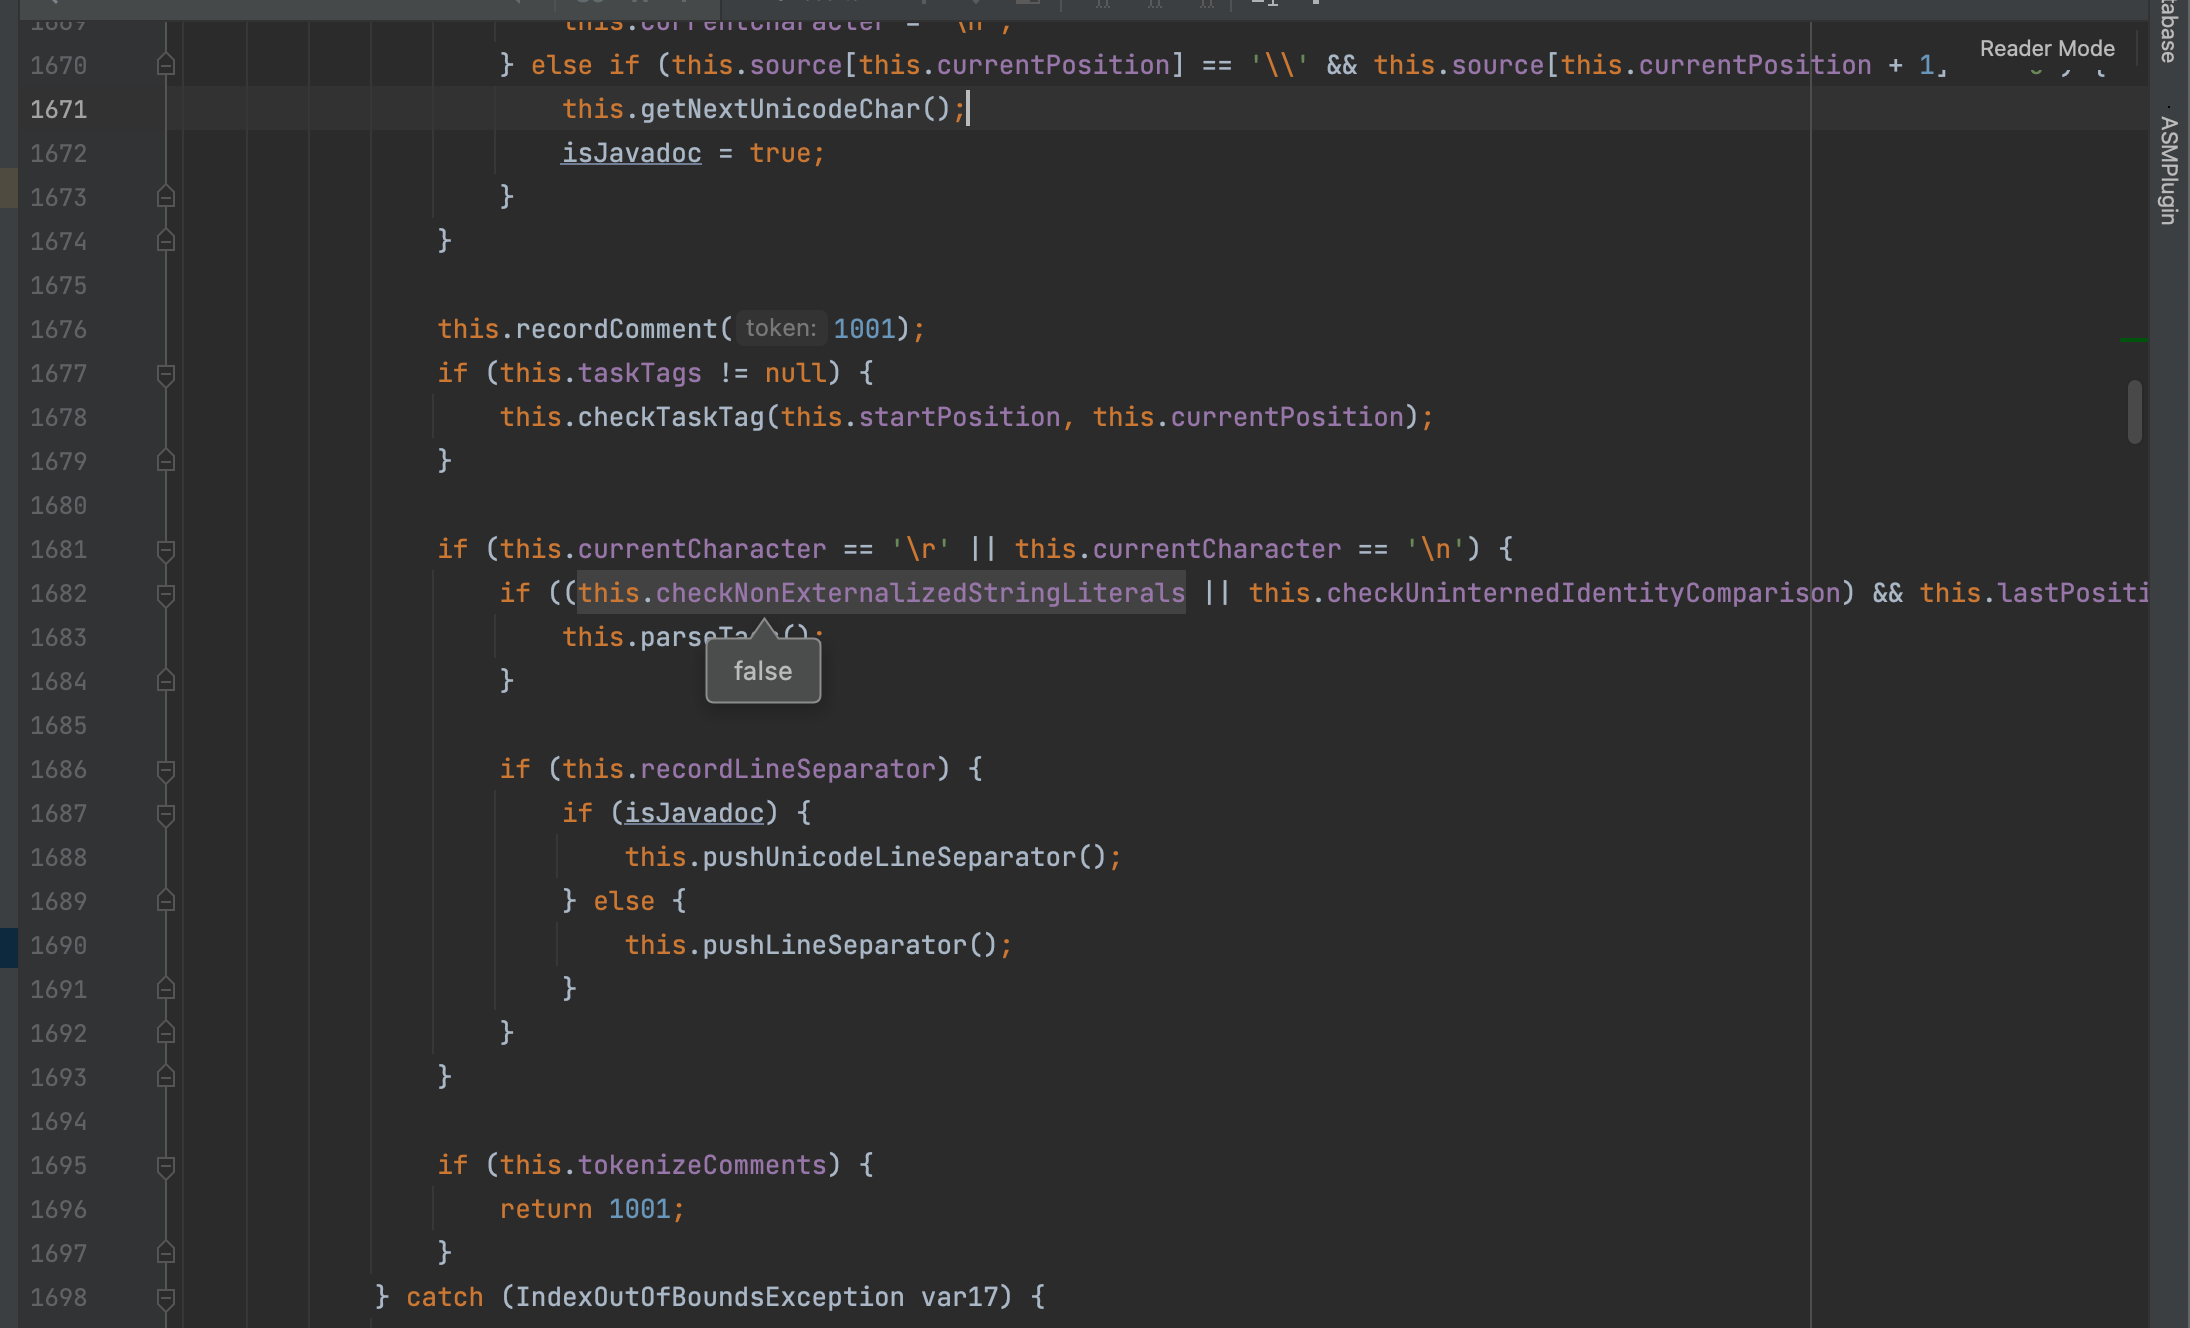 1669 this.currentCharacter = '\n';
1670 } else if (this.source[this.currentPosition] == '\\' && this.source[this.currentPosition + 1]
1671 this.getNextUnicodeChar();
1672 isJavadoc = true;
1673 }
1674 }
1675
1676 this.recordComment( token: 1001);
1677 if (this.taskTags != null) {
1678 this.checkTaskTag(this.startPosition, this.currentPosition);
1679 }
1680
1681 if (this.currentCharacter == '\r' || this.currentCharacter == '\n') {
1682 if ((this.checkNonExternalizedStringLiterals || this.checkUninternedIdentityComparison) && this.lastPositi
1683 this.parseTa
1684 }
false
1685
1686 if (this.recordLineSeparator) {
1687 if (isJavadoc) {
1688 this.pushUnicodeLineSeparator();
1689 } else {
1690 this.pushLineSeparator();
1691 }
1692 }
1693 }
1694
1695 if (this.tokenizeComments) {
1696 return 1001;
1697 }
1698 } catch (IndexOutOfBoundsException var17) {
Reader Mode
tabase
ASMPlugin